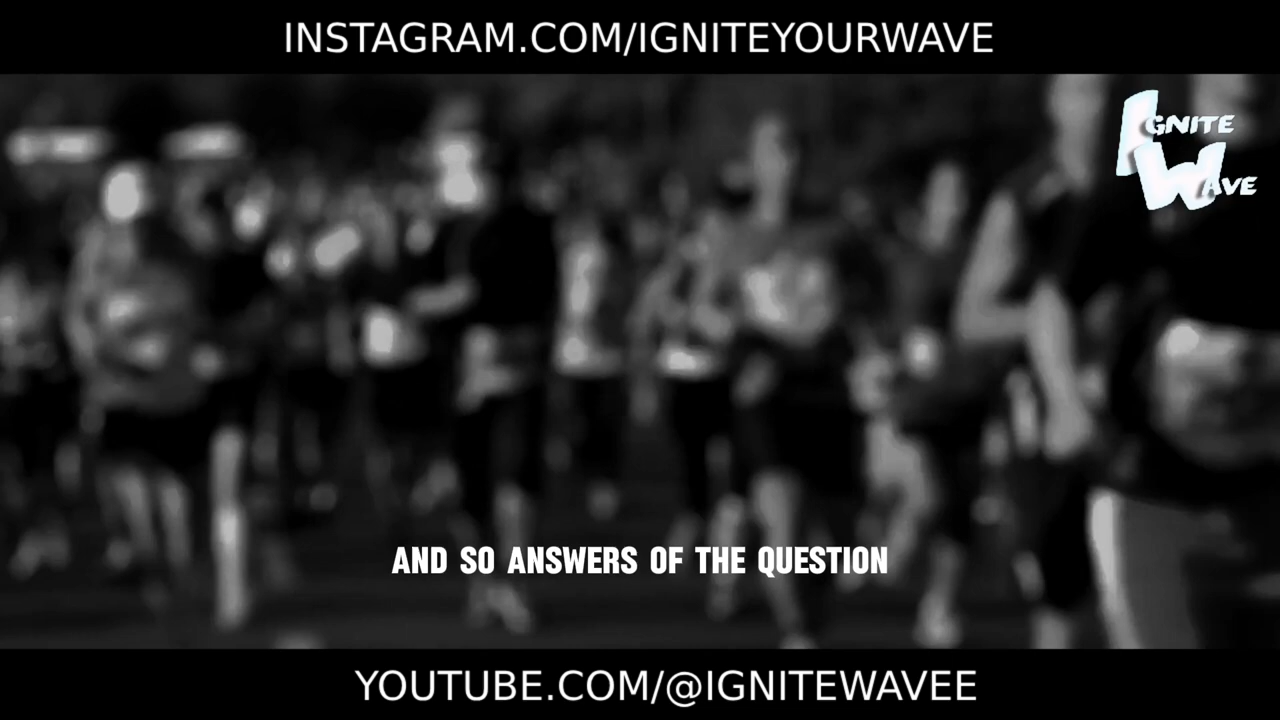 INSTAGRAM.COM/IGNITEYOURWAVE
IGNITE
WAVE
AND SO ANSWERS OF THE QUESTION
YOUTUBE.COM/@IGNITEWAVEE